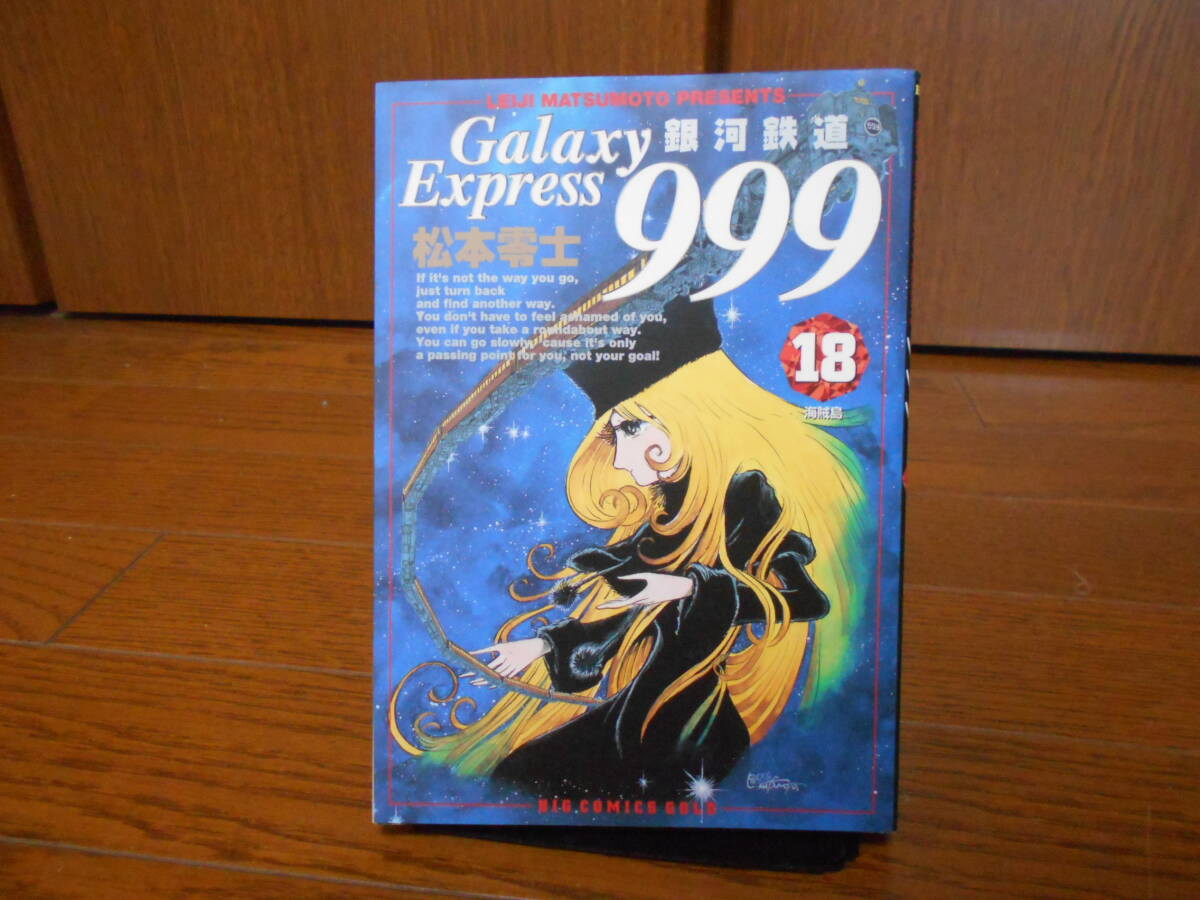 LEIJI MATSUMOTO PRESENTS
Galaxy
Express
銀河鉄道
999
松本零士
If it's not the way you go,
just turn back
and find another way.
You don't have to feel ashamed of you,
even if you take a roundabout way.
You can go slowly, 'cause it's only
a passing point for you, not your goal!
18
海賊島
BIG COMICS GOLD